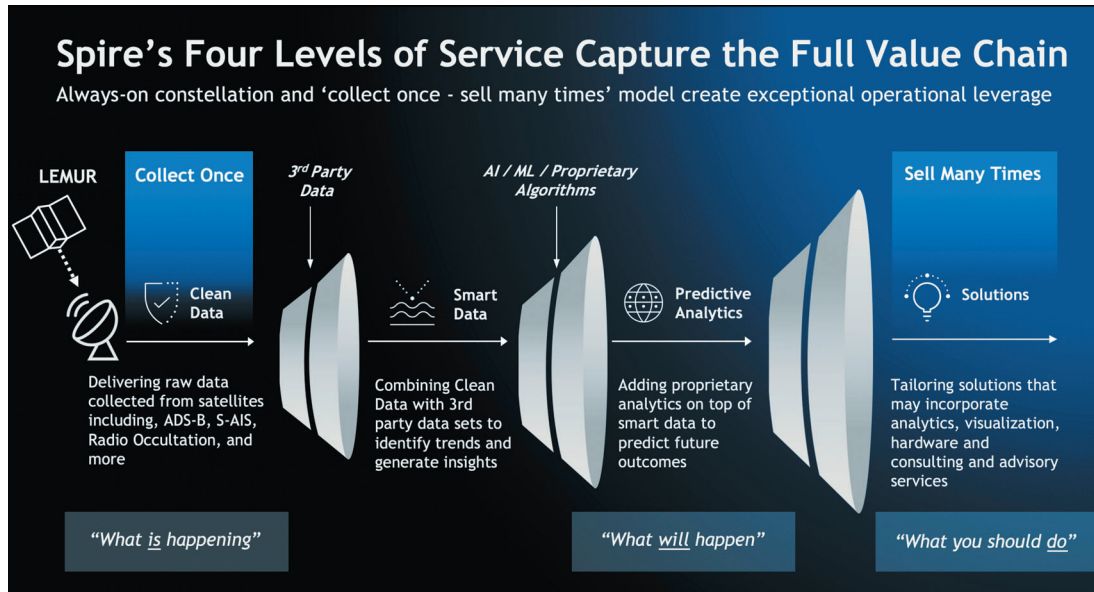 Spire’s Four Levels of Service Capture the Full Value Chain
Always-on constellation and ‘collect once - sell many times’ model create exceptional operational leverage
LEMUR
Collect Once
3rd Party
Data
AI / ML / Proprietary
Algorithms
Sell Many Times
Clean
Data
Smart
Data
Predictive
Analytics
Solutions
Delivering raw data
collected from satellites
including, ADS-B, S-AIS,
Radio Occultation, and
more
Combining Clean
Data with 3rd
party data sets to
identify trends and
generate insights
Adding proprietary
analytics on top of
smart data to
predict future
outcomes
Tailoring solutions that
may incorporate
analytics, visualization,
hardware and
consulting and advisory
services
“What is happening”
“What will happen”
“What you should do”